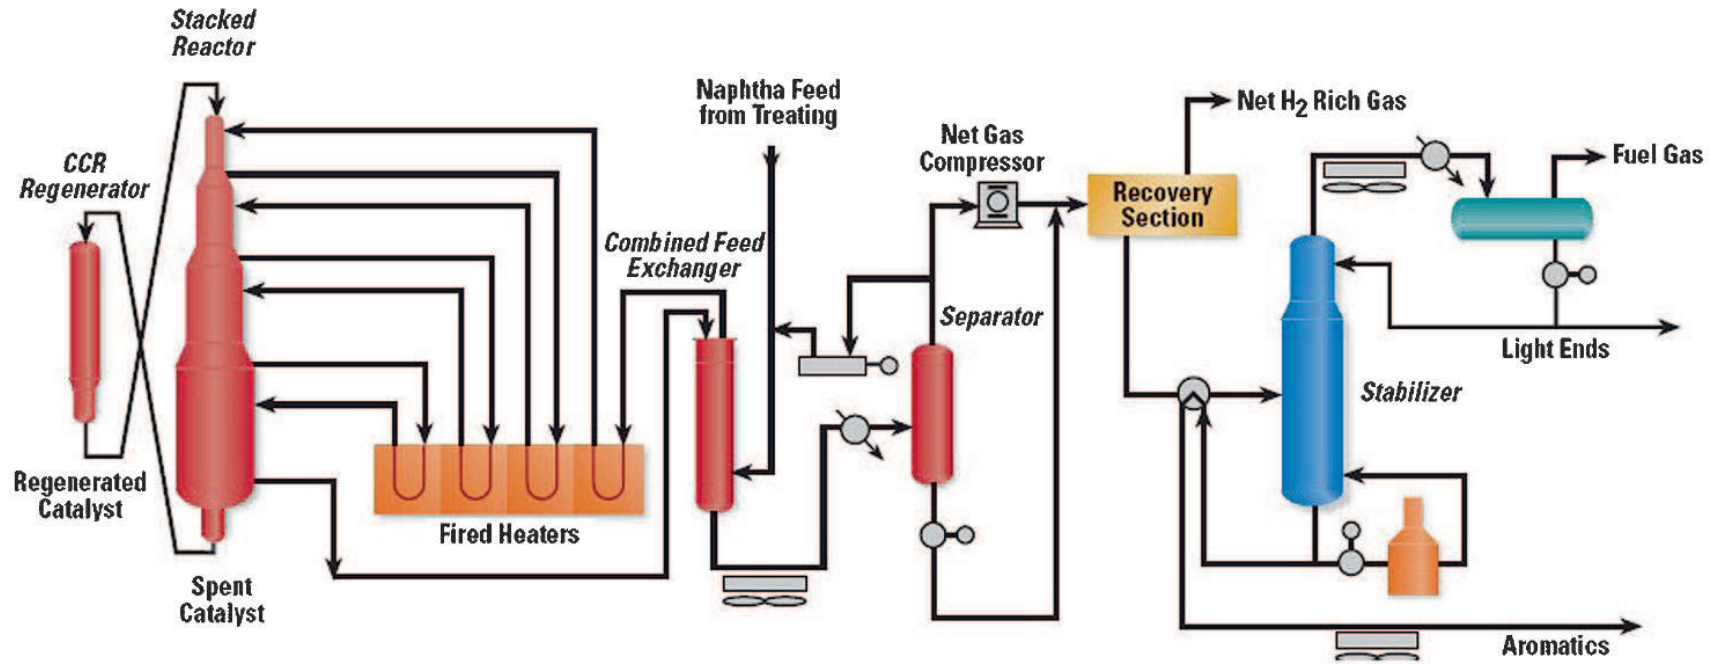 Stacked
Reactor
CCR
Regenerator
Naphtha Feed
from Treating
Net Gas
Compressor
Net H2 Rich Gas
Fuel Gas
Recovery
Section
Combined Feed
Exchanger
Separator
Light Ends
Stabilizer
Regenerated
Catalyst
Fired Heaters
Spent
Catalyst
Aromatics